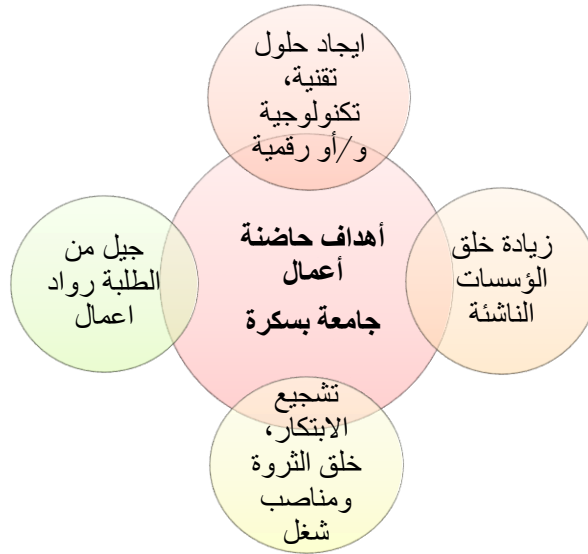 ايجاد حلول
تقنية،
تكنولوجية
و/أو رقمية
أهداف حاضنة
أعمال
جامعة بسكرة
زيادة خلق
الؤسسات
الناشئة
جيل من
الطلبة رواد
اعمال
تشجيع
الابتكار،
خلق الثروة
ومناصب
شغل